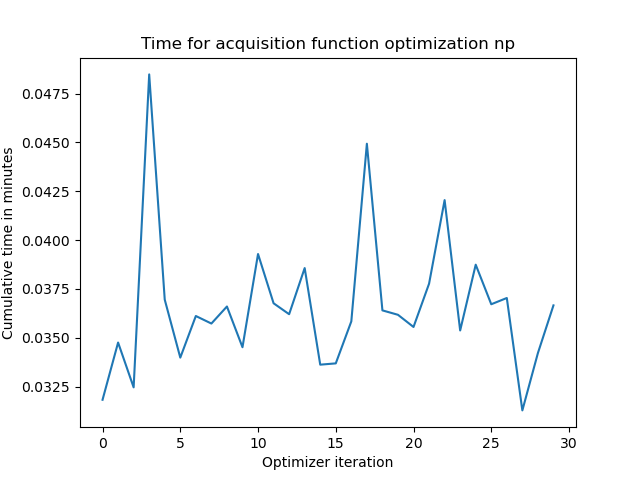 Time for acquisition function optimization np
Cumulative time in minutes
0.0475
0.0450
0.0425
0.0400
0.0375
0.0350
0.0325
0 5 10 15 20 25 30
Optimizer iteration